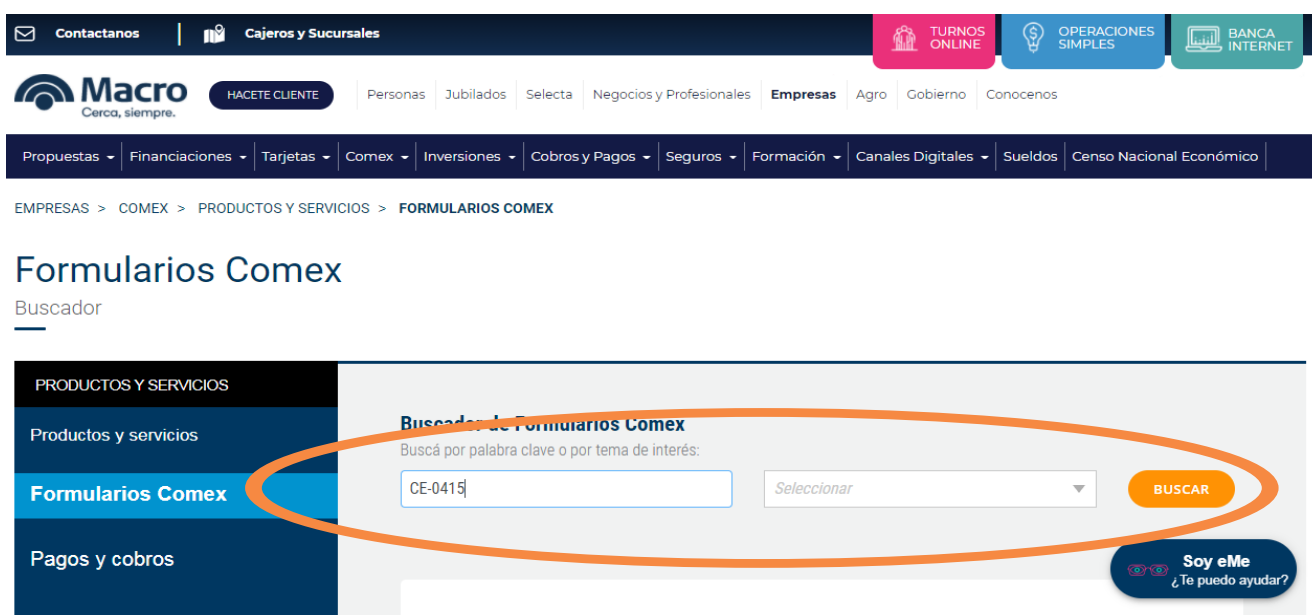 Contactanos
Cajeros y Sucursales
TURNOS
ONLINE
OPERACIONES
SIMPLES
BANCA
INTERNET
Macro
Cerca, siempre.
HACETE CLIENTE
Personas Jubilados Selecta Negocios y Profesionales Empresas Agro Gobierno Conocenos
Propuestas Financiaciones Tarjetas Comex Inversiones Cobros y Pagos Seguros Formación Canales Digitales Sueldos Censo Nacional Económico
EMPRESAS > COMEX > PRODUCTOS Y SERVICIOS > FORMULARIOS COMEX
Formularios Comex
Buscador
PRODUCTOS Y SERVICIOS
Productos y servicios
Formularios Comex
Pagos y cobros
Buscador de Formularios Comex
Buscá por palabra clave o por tema de interés:
CE-0415
Seleccionar
BUSCAR
Soy eMe
¿Te puedo ayudar?